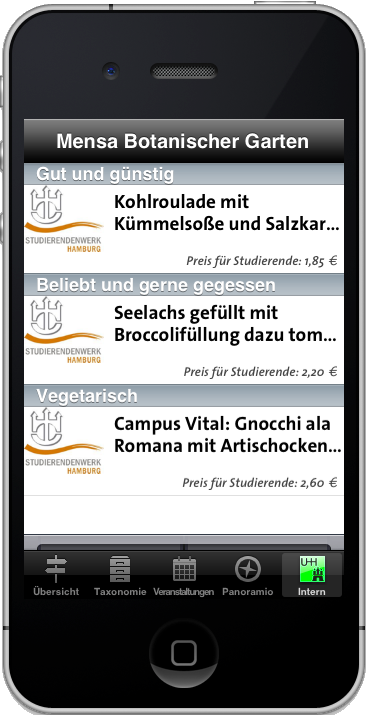 Mensa Botanischer Garten
Gut und günstig
Kohlroulade mit
Kümmelsoße und Salzkar...
STUDIERENDENWERK
HAMBURG
Preis für Studierende: 1,85 €
Beliebt und gerne gegessen
Seelachs gefüllt mit
Broccolifüllung dazu tom...
STUDIERENDENWERK
HAMBURG
Preis für Studierende: 2,20 €
Vegetarisch
Campus Vital: Gnocchi ala
Romana mit Artischocken...
STUDIERENDENWERK
HAMBURG
Preis für Studierende: 2,60 €
Übersicht
Taxonomie
Veranstaltungen
Panoramio
UHH
Intern